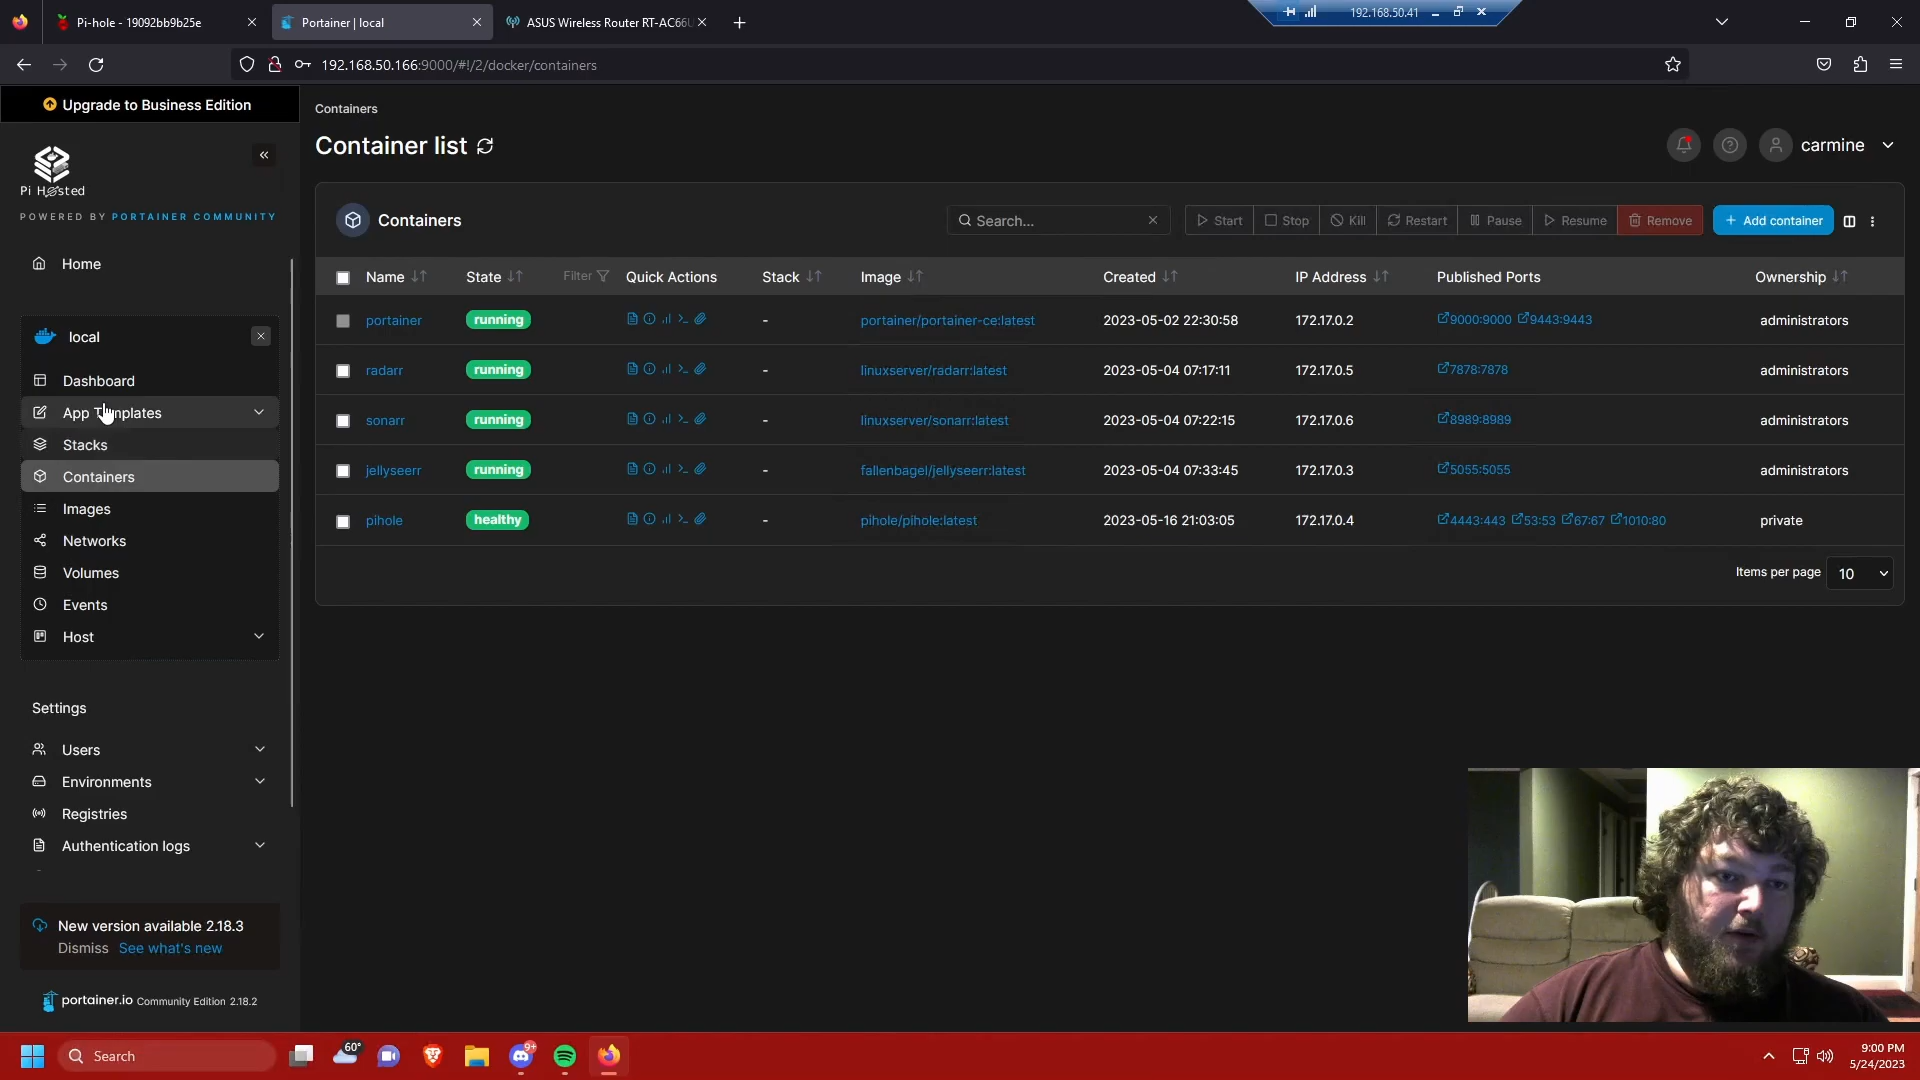 Pi-hole - 19092bb9b25e
Portainer | local
ASUS Wireless Router RT-AC66U
192.168.50.41
192.168.50.166:9000/#!/2/docker/containers
Upgrade to Business Edition
Pi Hosted
POWERED BY PORTAINER COMMUNITY
Home
local
Dashboard
App Templates
Stacks
Containers
Images
Networks
Volumes
Events
Host
Settings
Users
Environments
Registries
Authentication logs
New version available 2.18.3
Dismiss See what's new
portainer.io Community Edition 2.18.2
Containers
Container list
carmine
Containers
Search...
Start
Stop
Kill
Restart
Pause
Resume
Remove
+ Add container
Name State Filter Quick Actions Stack Image Created IP Address Published Ports Ownership
portainer running - portainer/portainer-ce:latest 2023-05-02 22:30:58 172.17.0.2 9000:9000 9443:9443 administrators
radarr running - linuxserver/radarr:latest 2023-05-04 07:17:11 172.17.0.5 7878:7878 administrators
sonarr running - linuxserver/sonarr:latest 2023-05-04 07:22:15 172.17.0.6 8989:8989 administrators
jellyseerr running - fallenbagel/jellyseerr:latest 2023-05-04 07:33:45 172.17.0.3 5055:5055 administrators
pihole healthy - pihole/pihole:latest 2023-05-16 21:03:05 172.17.0.4 4443:443 53:53 67:67 1010:80 private
Items per page 10
Search
60°
9+
9:00 PM
5/24/2023